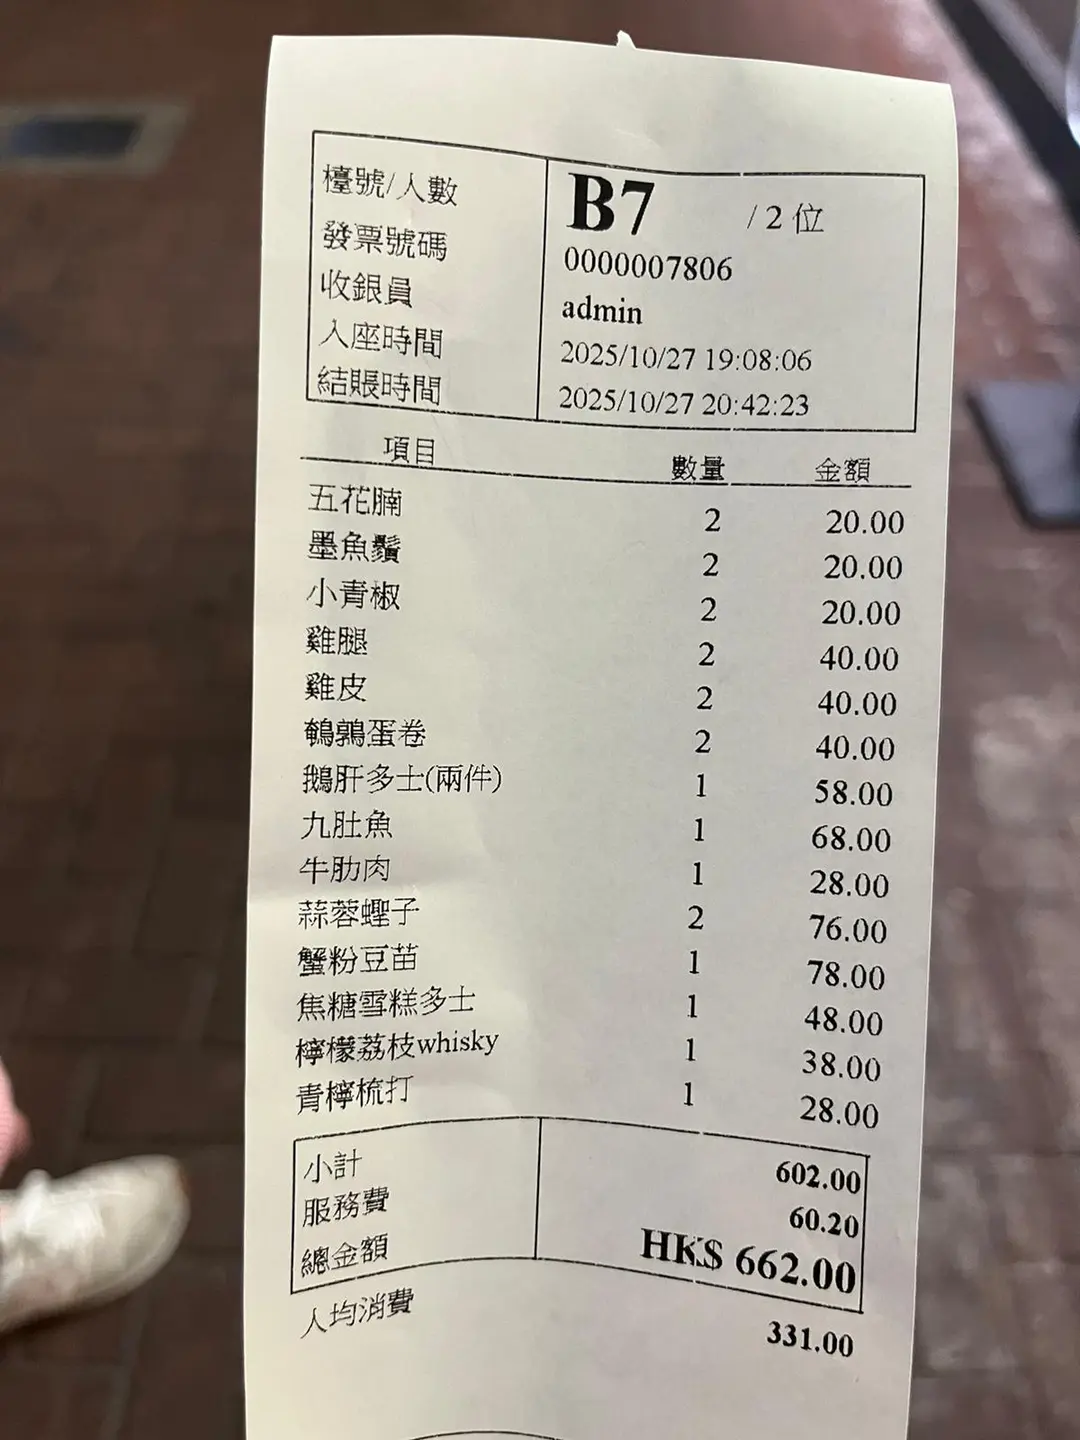 檯號/人數 B7 / 2 位
發票號碼 0000007806
收銀員 admin
入座時間 2025/10/27 19:08:06
結賬時間 2025/10/27 20:42:23
項目 數量 金額
五花腩 2 20.00
墨魚鬚 2 20.00
小青椒 2 20.00
雞腿 2 40.00
雞皮 2 40.00
鵪鶉蛋卷 2 40.00
鵝肝多士(兩件) 1 58.00
九肚魚 1 68.00
牛肋肉 1 28.00
蒜蓉蟶子 2 76.00
蟹粉豆苗 1 78.00
焦糖雪糕多士 1 48.00
檸檬荔枝whisky 1 38.00
青檸梳打 1 28.00
小計 602.00
服務費 60.20
總金額 HK$ 662.00
人均消費 331.00